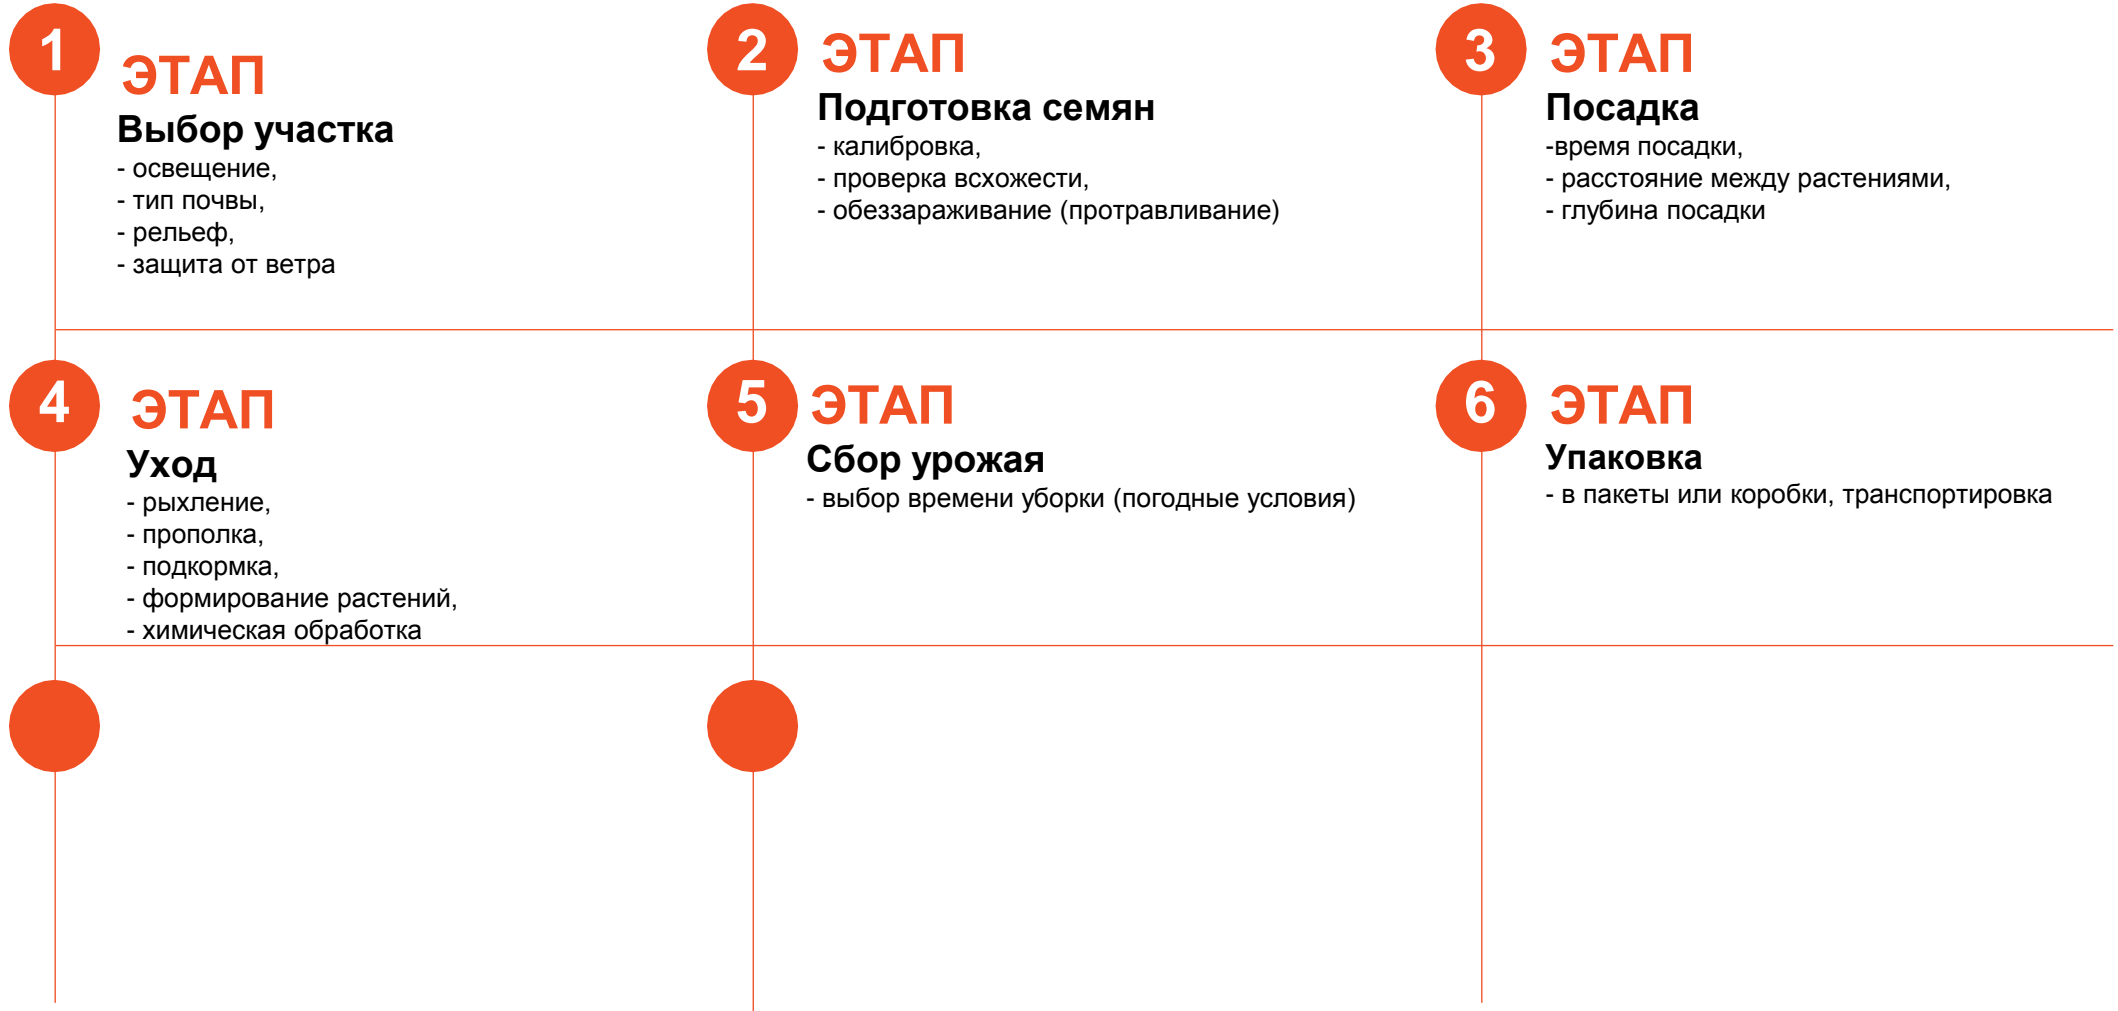 1
ЭТАП
Выбор участка
- освещение,
- тип почвы,
- рельеф,
- защита от ветра
2
ЭТАП
Подготовка семян
- калибровка,
- проверка всхожести,
- обеззараживание (протравливание)
3
ЭТАП
Посадка
-время посадки,
- расстояние между растениями,
- глубина посадки
4
ЭТАП
Уход
- рыхление,
- прополка,
- подкормка,
- формирование растений,
- химическая обработка
5
ЭТАП
Сбор урожая
- выбор времени уборки (погодные условия)
6
ЭТАП
Упаковка
- в пакеты или коробки, транспортировка